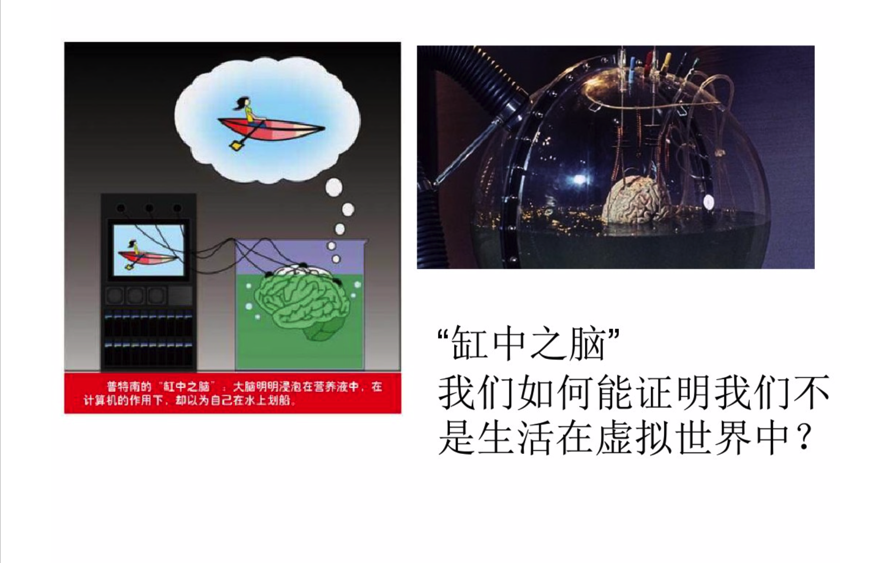 普特南的“缸中之脑”：大脑明明浸泡在营养液中，在
计算机的作用下，却以为自己在水上划船。
“缸中之脑”
我们如何能证明我们不
是生活在虚拟世界中？